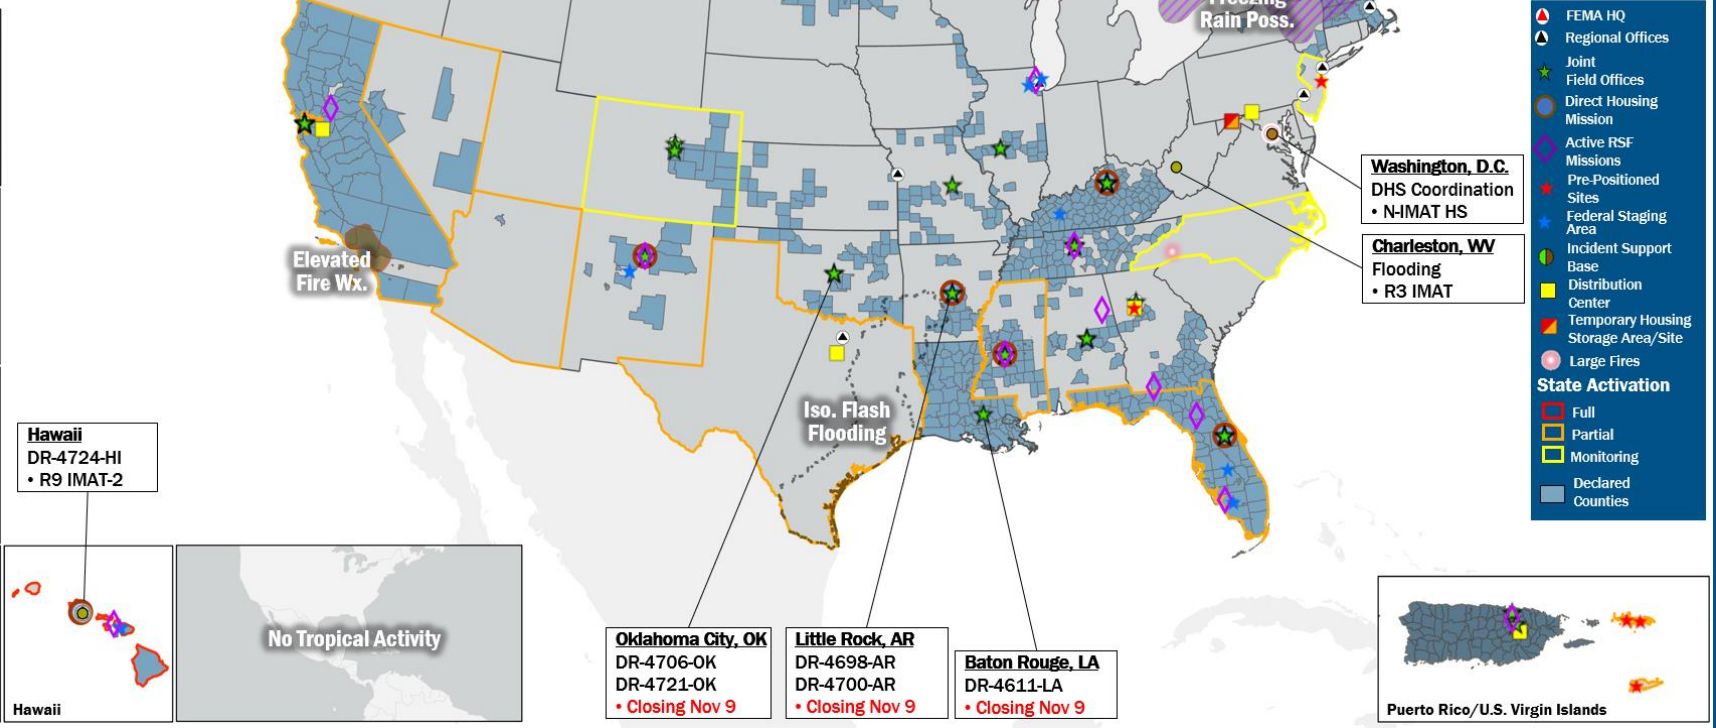 Freezing
Rain Poss.
Elevated
Fire Wx.
Iso. Flash
Flooding
Washington, D.C.
DHS Coordination
• N-IMAT HS
Charleston, WV
Flooding
• R3 IMAT
Hawaii
DR-4724-HI
• R9 IMAT-2
Hawaii
No Tropical Activity
Oklahoma City, OK
DR-4706-OK
DR-4721-OK
• Closing Nov 9
Little Rock, AR
DR-4698-AR
DR-4700-AR
• Closing Nov 9
Baton Rouge, LA
DR-4611-LA
• Closing Nov 9
Puerto Rico/U.S. Virgin Islands
FEMA HQ
Regional Offices
Joint
Field Offices
Direct Housing
Mission
Active RSF
Missions
Pre-Positioned
Sites
Federal Staging
Area
Incident Support
Base
Distribution
Center
Temporary Housing
Storage Area/Site
Large Fires
State Activation
Full
Partial
Monitoring
Declared
Counties